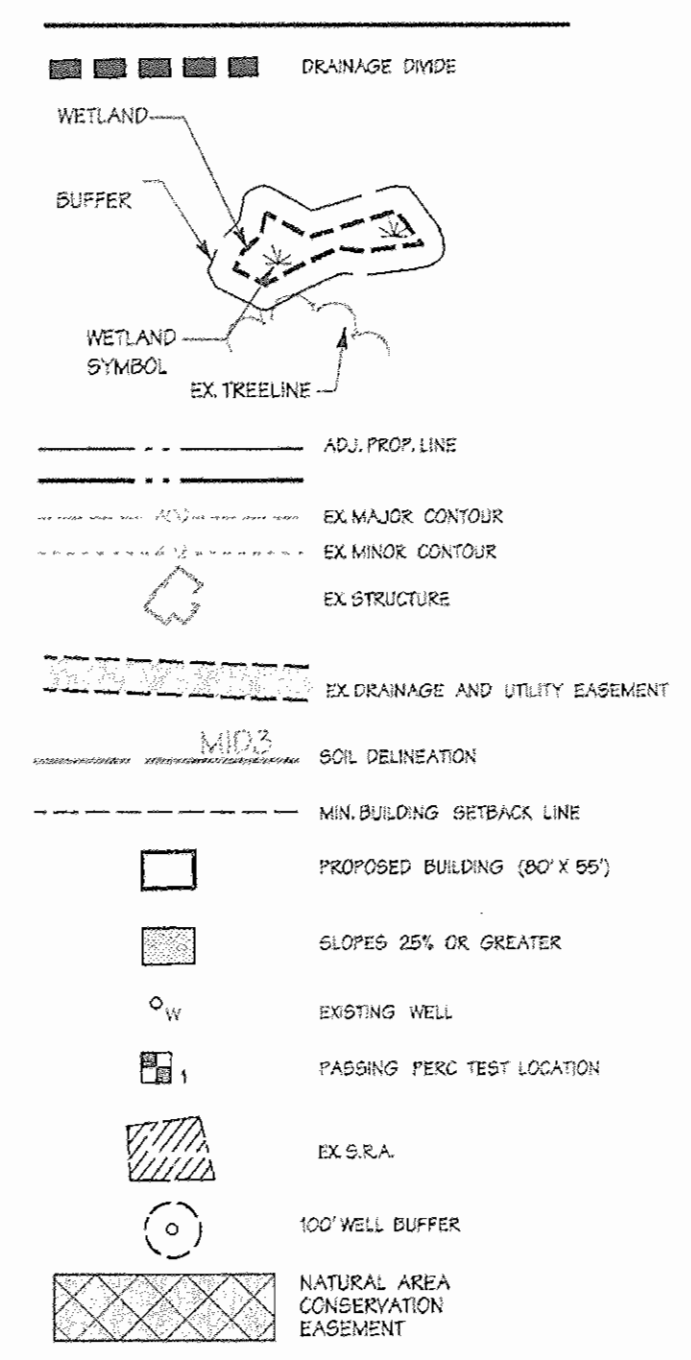 DRAINAGE DIVIDE
WETLAND
BUFFER
WETLAND
SYMBOL
EX. TREELINE
ADJ. PROP. LINE
EX. MAJOR CONTOUR
EX. MINOR CONTOUR
EX. STRUCTURE
EX. DRAINAGE AND UTILITY EASEMENT
MID3
SOIL DELINEATION
MIN. BUILDING SETBACK LINE
PROPOSED BUILDING (80' X 55')
SLOPES 25% OR GREATER
W
EXISTING WELL
1
PASSING PERC TEST LOCATION
EX. S.R.A.
100' WELL BUFFER
NATURAL AREA
CONSERVATION
EASEMENT